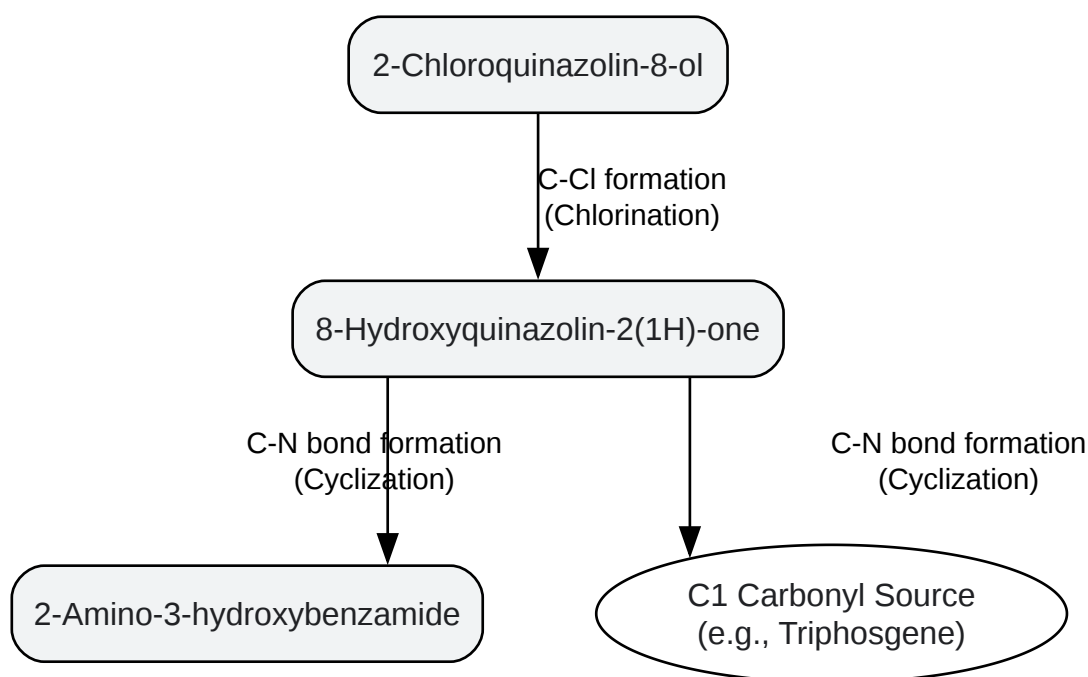 2-Chloroquinazolin-8-ol
C-Cl formation
(Chlorination)
8-Hydroxyquinazolin-2(1H)-one
C-N bond formation
(Cyclization)
C-N bond formation
(Cyclization)
2-Amino-3-hydroxybenzamide
C1 Carbonyl Source
(e.g., Triphosgene)